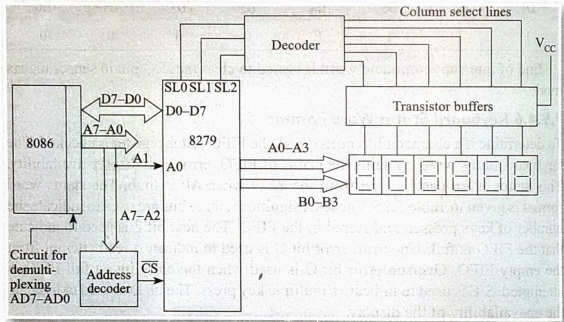 Column select lines
Decoder
V_CC
SL0 SL1 SL2
Transistor buffers
D7–D0
D0–D7
8086
A7–A0
8279
A1
A0
A0–A3
B0–B3
A7–A2
Circuit for
demulti-
plexing
AD7–AD0
Address
decoder
CS